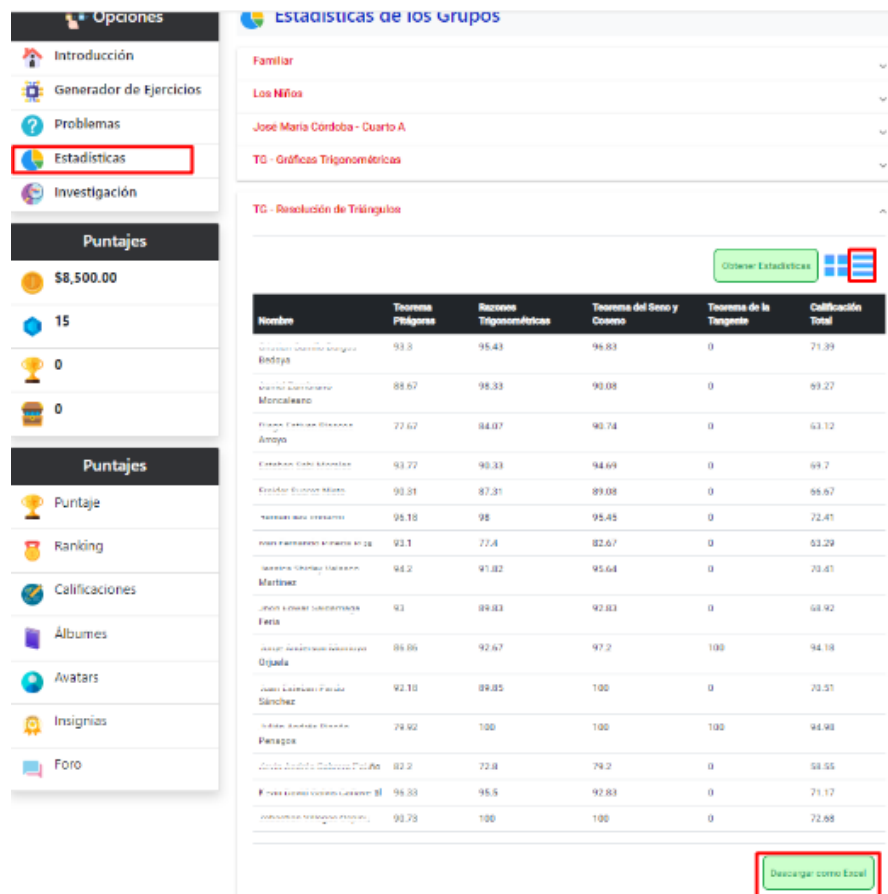 Opciones
Introducción
Generador de Ejercicios
Problemas
Estadísticas
Investigación
Puntajes
$8,500.00
15
0
0
Puntajes
Puntaje
Ranking
Calificaciones
Álbumes
Avatars
Insignias
Foro
Estadísticas de los Grupos
Familiar
Los Niños
José María Córdoba - Cuarto A
TG - Gráficas Trigonométricas
TG - Resolución de Triángulos
Obtener Estadísticas
Nombre Teorema Pitágoras Razones Trigonométricas Teorema del Seno y Coseno Teorema de la Tangente Calificación Total
Bedoya 93.3 95.43 96.83 0 71.39
Moncaleano 88.67 98.33 90.08 0 69.27
Arroyo 77.67 84.07 90.74 0 63.12
93.77 90.33 94.69 0 69.7
90.31 87.31 89.08 0 66.67
96.18 98 95.45 0 72.41
93.1 77.4 82.67 0 63.29
Martínez 94.2 91.82 95.64 0 70.41
Feria 93 89.83 92.83 0 68.92
Orjuela 86.86 92.67 97.2 100 94.18
Sánchez 92.18 89.85 100 0 70.51
Penagos 79.92 100 100 100 94.98
82.2 72.8 79.2 0 58.55
96.33 95.5 92.83 0 71.17
90.73 100 100 0 72.68
Descargar como Excel